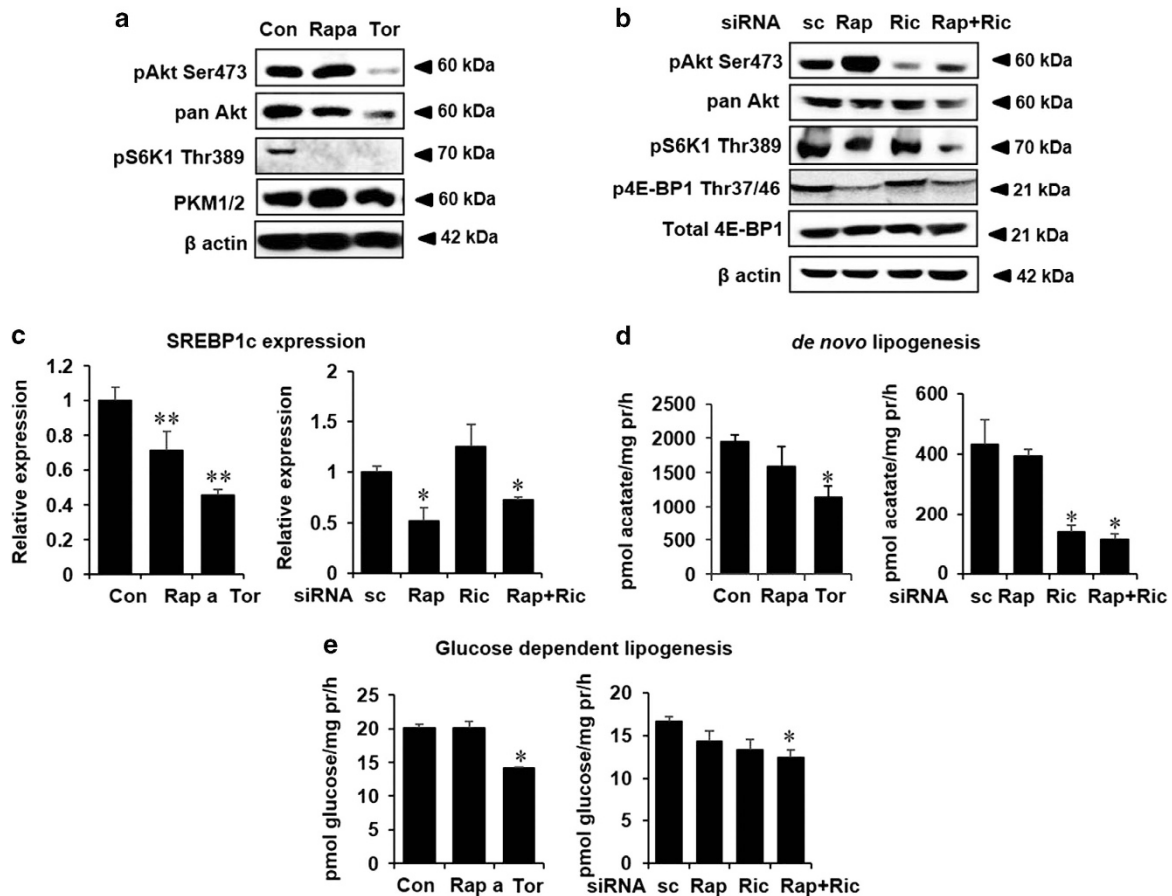 a
Con Rapa Tor
pAkt Ser473 60 kDa
pan Akt 60 kDa
pS6K1 Thr389 70 kDa
PKM1/2 60 kDa
β actin 42 kDa
b
siRNA sc Rap Ric Rap+Ric
pAkt Ser473 60 kDa
pan Akt 60 kDa
pS6K1 Thr389 70 kDa
p4E-BP1 Thr37/46 21 kDa
Total 4E-BP1 21 kDa
β actin 42 kDa
c
SREBP1c expression
Relative expression
1.2
1
0.8
0.6
0.4
0.2
0
** **
Con Rap a Tor
Relative expression
2
1.5
1
0.5
0
* *
siRNA sc Rap Ric Rap+Ric
d
de novo lipogenesis
pmol acatate/mg pr/h
2500
2000
1500
1000
500
0
*
Con Rapa Tor
pmol acatate/mg pr/h
600
400
200
0
* *
siRNA sc Rap Ric Rap+Ric
e
Glucose dependent lipogenesis
pmol glucose/mg pr/h
25
20
15
10
5
0
*
Con Rap a Tor
pmol glucose/mg pr/h
20
15
10
5
0
*
siRNA sc Rap Ric Rap+Ric